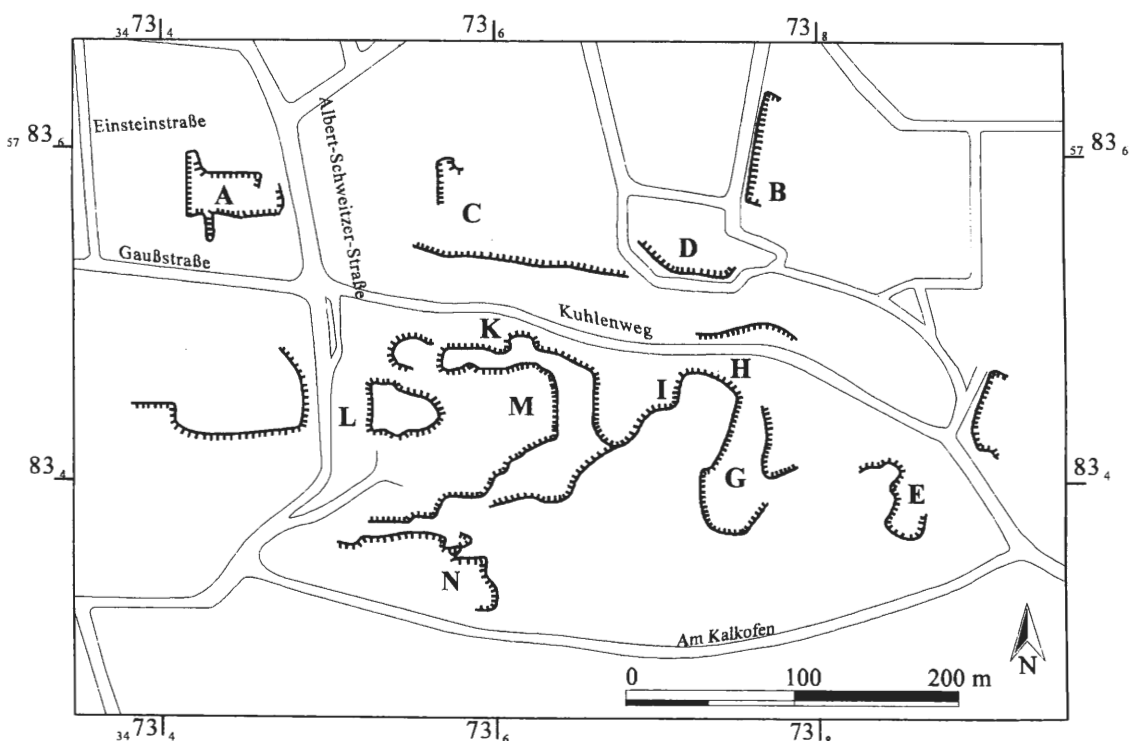 34 73 4
73 6
73 8
57 83 6
57 83 6
Einsteinstraße
Albert-Schweitzer-Straße
A
B
C
D
Gaußstraße
Kuhlenweg
K
H
I
L
M
83 4
83 4
G
E
N
Am Kalkofen
N
0 100 200 m
34 73 4
73 6
73 8